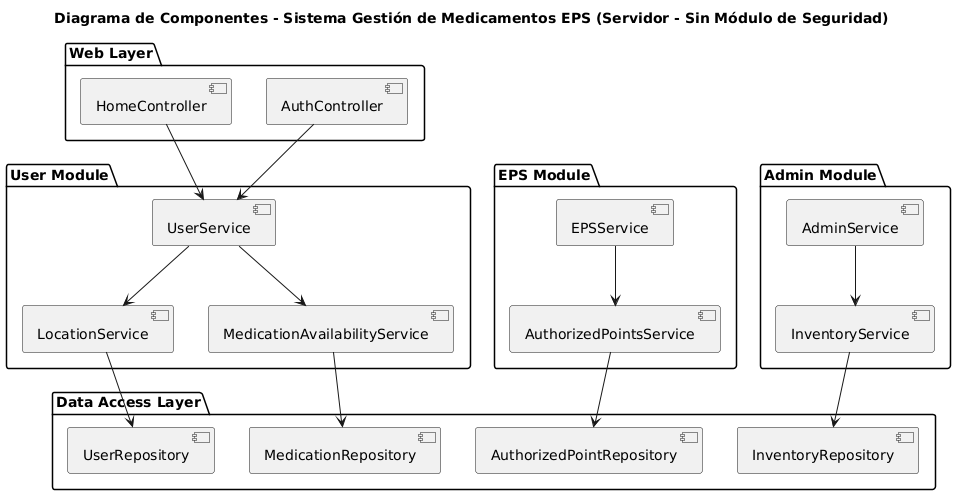 Diagrama de Componentes - Sistema Gestión de Medicamentos EPS (Servidor - Sin Módulo de Seguridad)
Web Layer
HomeController
AuthController
User Module
EPS Module
Admin Module
UserService
EPSService
AdminService
LocationService
MedicationAvailabilityService
AuthorizedPointsService
InventoryService
Data Access Layer
UserRepository
MedicationRepository
AuthorizedPointRepository
InventoryRepository